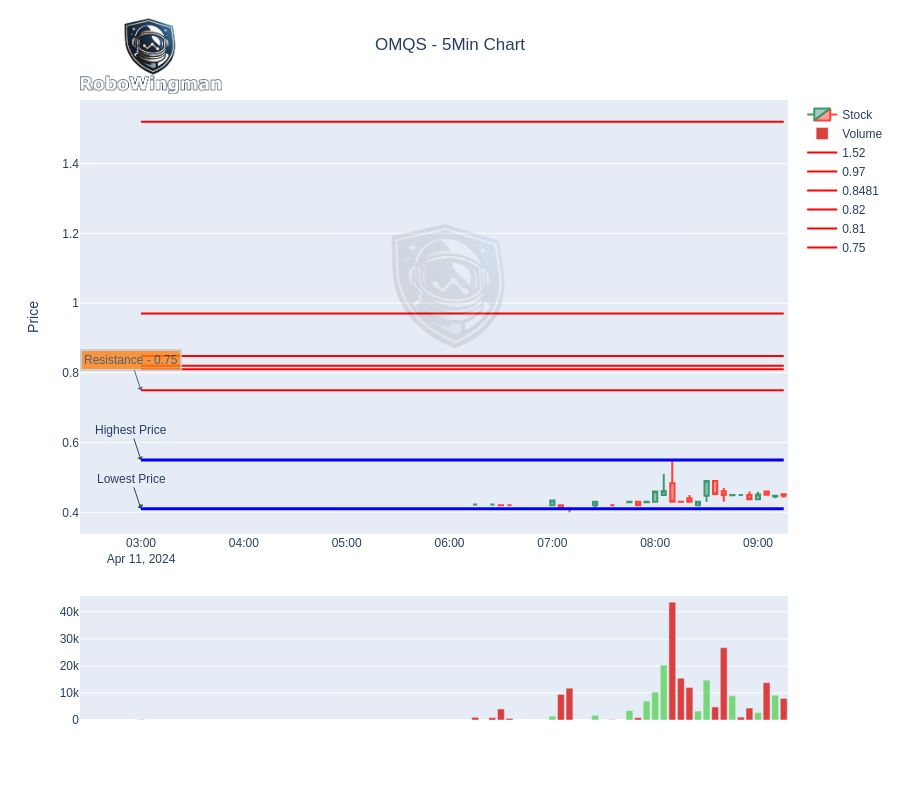 OMQS - 5Min Chart
RoboWingman
Stock
Volume
1.52
0.97
0.8481
0.82
0.81
0.75
Price
1.4
1.2
1
0.8
0.6
0.4
Resistance - 0.75
Highest Price
Lowest Price
03:00
04:00
05:00
06:00
07:00
08:00
09:00
Apr 11, 2024
40k
30k
20k
10k
0